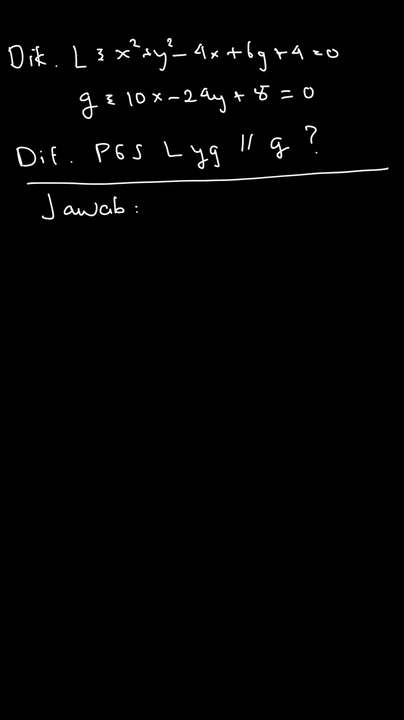 Dik. L ≡ x² + y² - 4x + 6y + 4 = 0
g ≡ 10x - 24y + 8 = 0
Dit. PGS L yg // g ?
Jawab :